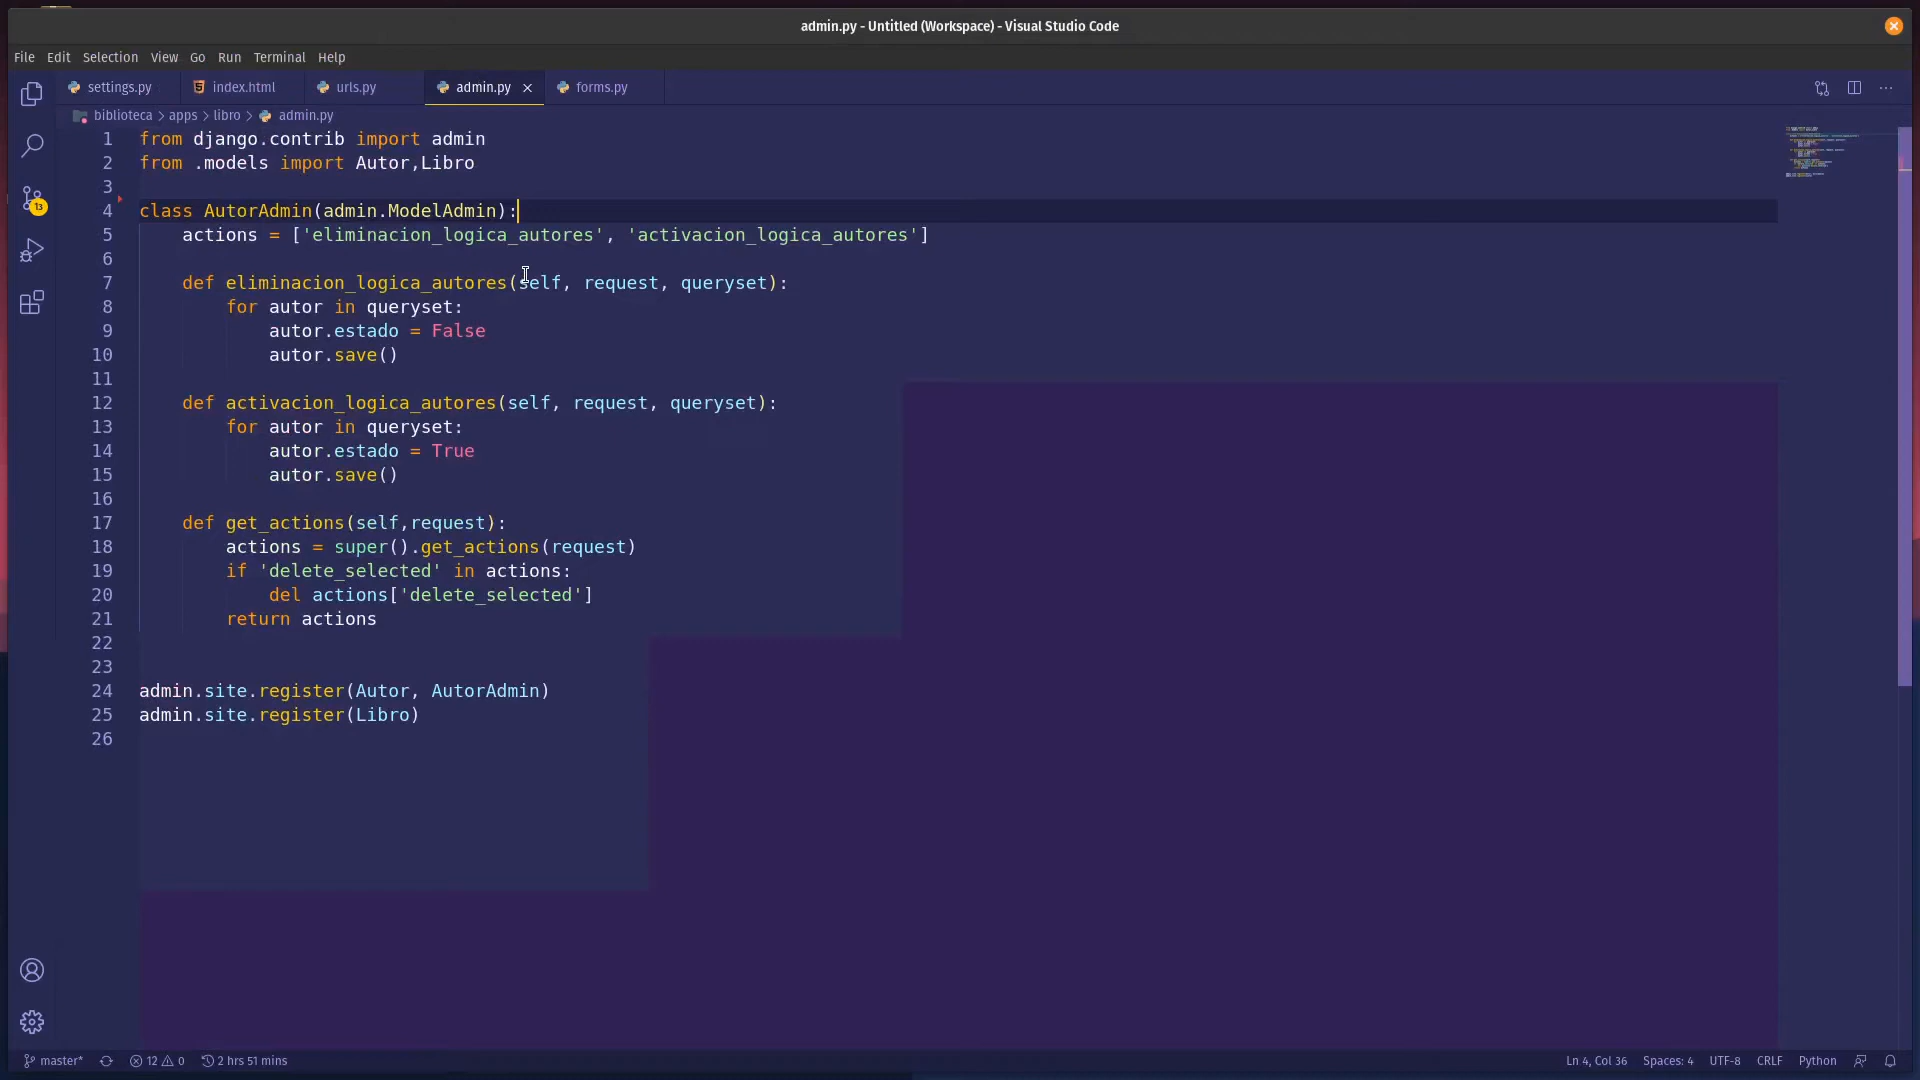 admin.py - Untitled (Workspace) - Visual Studio Code
File Edit Selection View Go Run Terminal Help
settings.py index.html urls.py admin.py forms.py
biblioteca > apps > libro > admin.py
1 from django.contrib import admin
2 from .models import Autor,Libro
3
4 class AutorAdmin(admin.ModelAdmin):
5     actions = ['eliminacion_logica_autores', 'activacion_logica_autores']
6
7     def eliminacion_logica_autores(self, request, queryset):
8         for autor in queryset:
9             autor.estado = False
10             autor.save()
11
12     def activacion_logica_autores(self, request, queryset):
13         for autor in queryset:
14             autor.estado = True
15             autor.save()
16
17     def get_actions(self,request):
18         actions = super().get_actions(request)
19         if 'delete_selected' in actions:
20             del actions['delete_selected']
21         return actions
22
23
24 admin.site.register(Autor, AutorAdmin)
25 admin.site.register(Libro)
26
13
master* 12 0 2 hrs 51 mins Ln 4, Col 36 Spaces: 4 UTF-8 CRLF Python